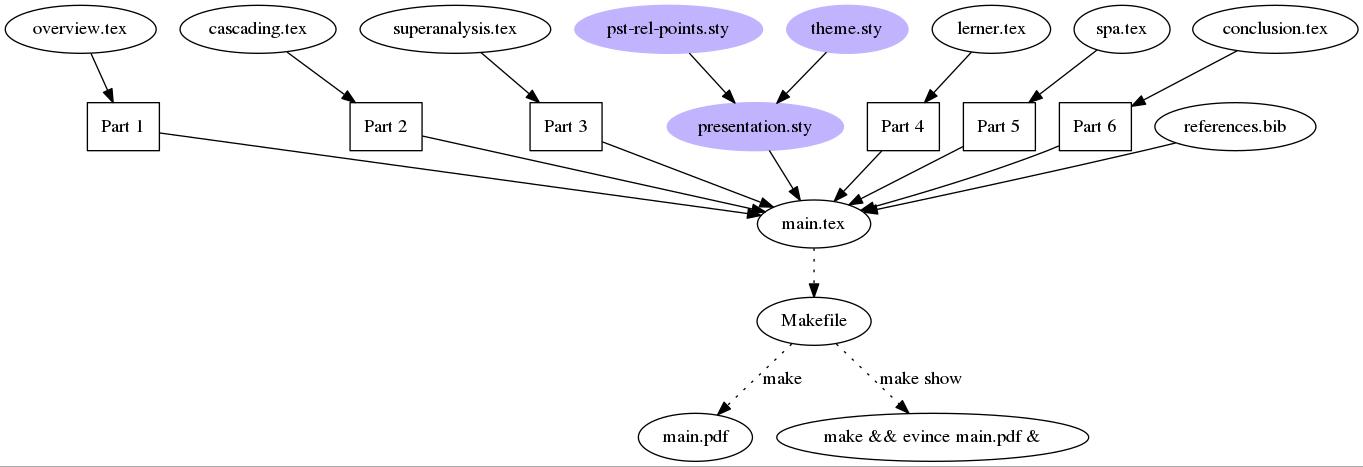 overview.tex
cascading.tex
superanalysis.tex
pst-rel-points.sty
theme.sty
lerner.tex
spa.tex
conclusion.tex
Part 1
Part 2
Part 3
presentation.sty
Part 4
Part 5
Part 6
references.bib
main.tex
Makefile
make
make show
main.pdf
make && evince main.pdf &